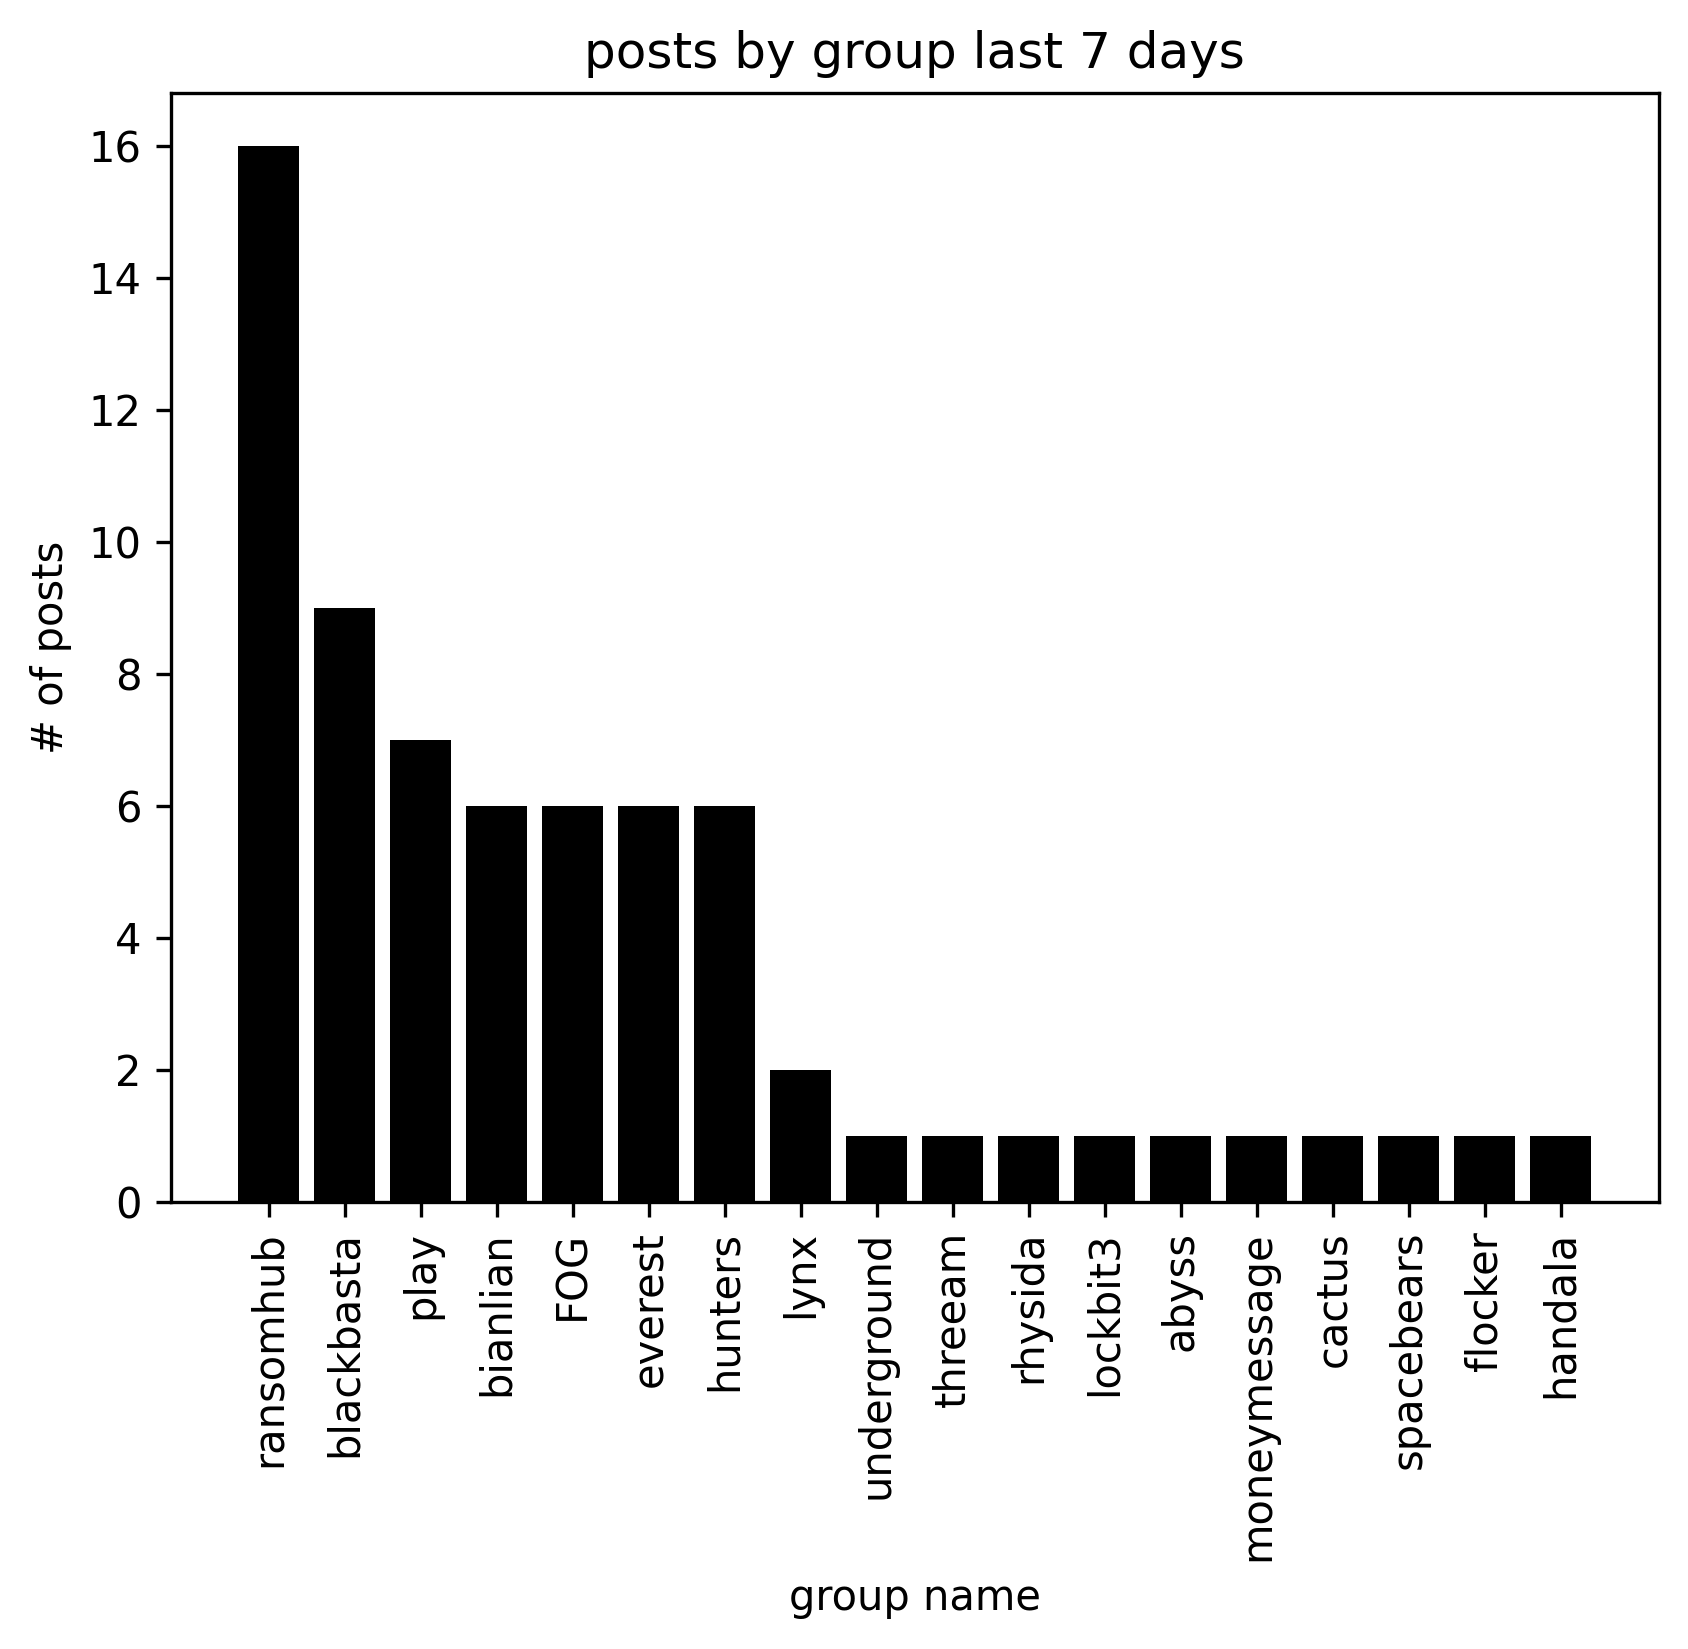 posts by group last 7 days
16
14
12
10
8
6
4
2
0
# of posts
ransomhub
blackbasta
play
bianlian
FOG
everest
hunters
lynx
underground
threeam
rhysida
lockbit3
abyss
moneymessage
cactus
spacebears
flocker
handala
group name